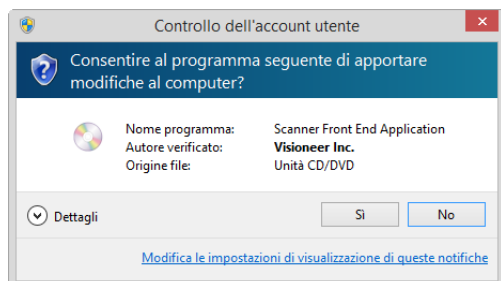 Controllo dell'account utente
Consentire al programma seguente di apportare
modifiche al computer?
Nome programma: Scanner Front End Application
Autore verificato: Visioneer Inc.
Origine file: Unità CD/DVD
Dettagli Sì No
Modifica le impostazioni di visualizzazione di queste notifiche